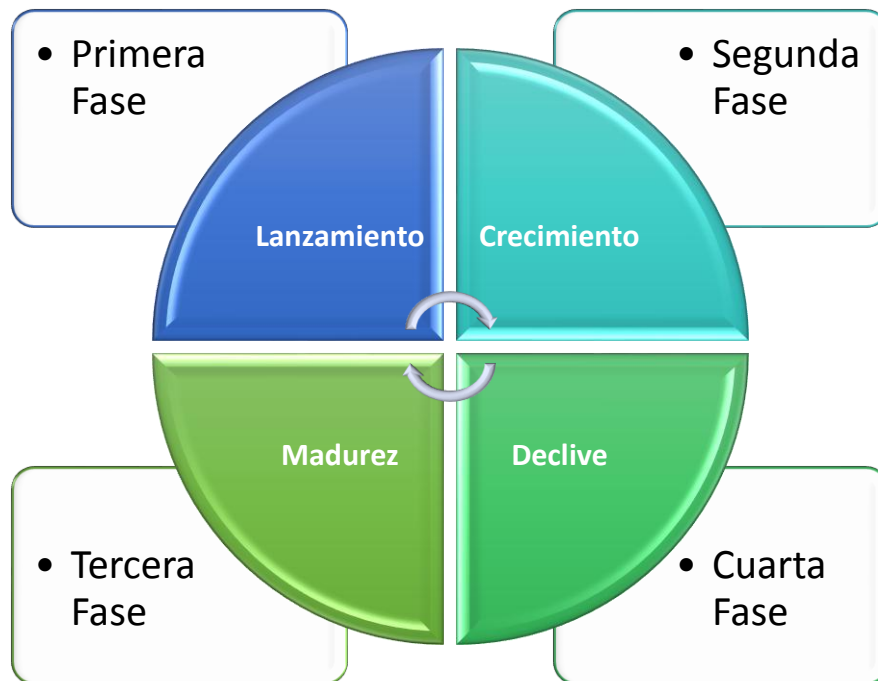 • Primera
Fase
• Segunda
Fase
Lanzamiento
Crecimiento
Madurez
Declive
• Tercera
Fase
• Cuarta
Fase